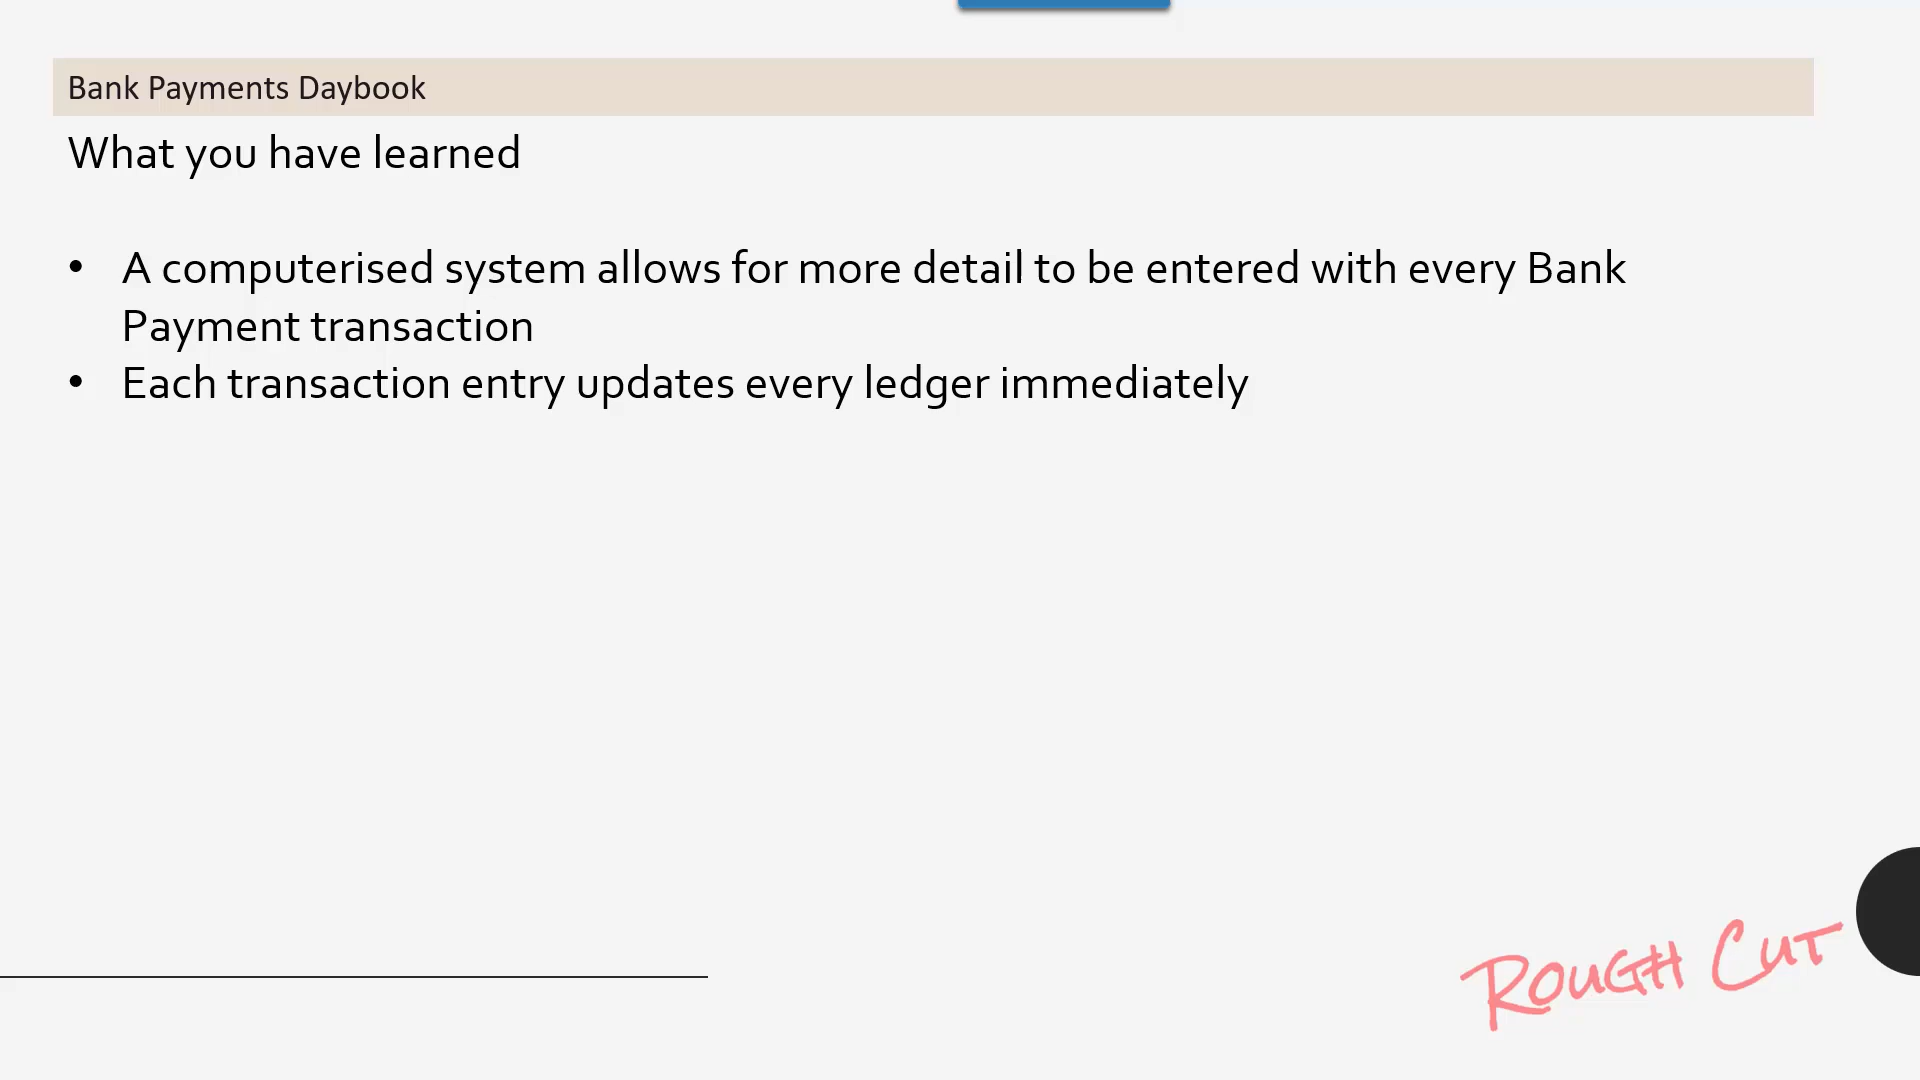 Bank Payments Daybook
What you have learned
• A computerised system allows for more detail to be entered with every Bank
Payment transaction
• Each transaction entry updates every ledger immediately
ROUGH CUT